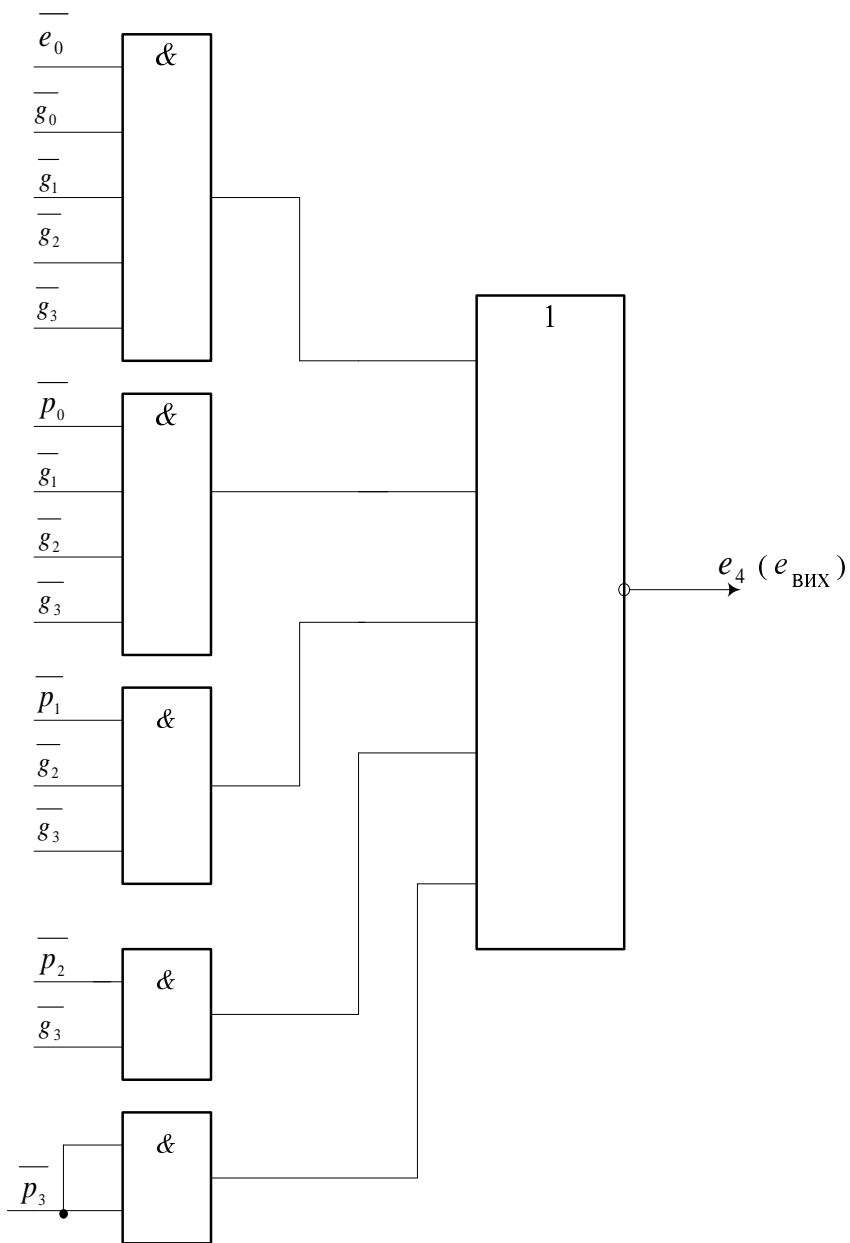 e̅₀
&
g̅₀
g̅₁
g̅₂
g̅₃
1
p̅₀
&
g̅₁
g̅₂
g̅₃
e₄ (eвих)
p̅₁
&
g̅₂
g̅₃
p̅₂
&
g̅₃
&
p̅₃